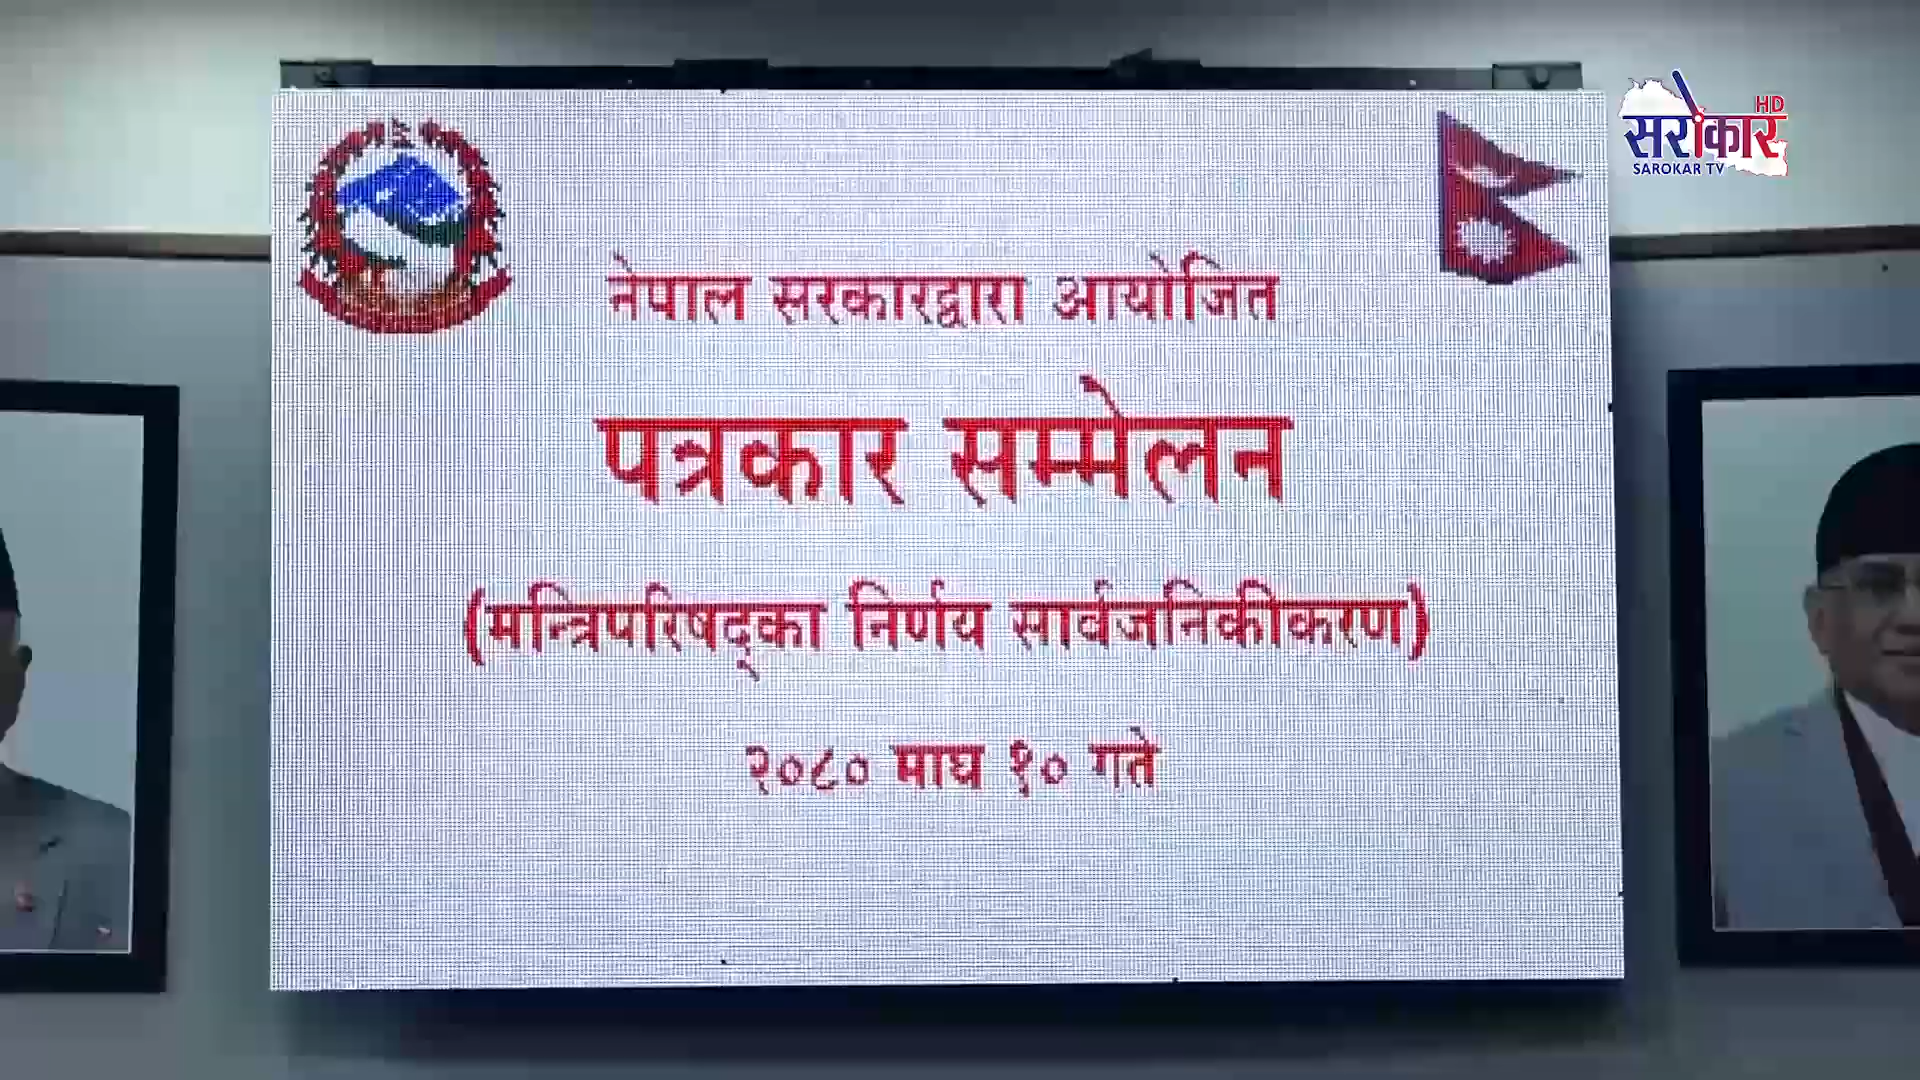 HD
सरोकार
SAROKAR TV
नेपाल सरकारद्वारा आयोजित
पत्रकार सम्मेलन
(मन्त्रिपरिषद्का निर्णय सार्वजनिकीकरण)
२०८० माघ १० गते